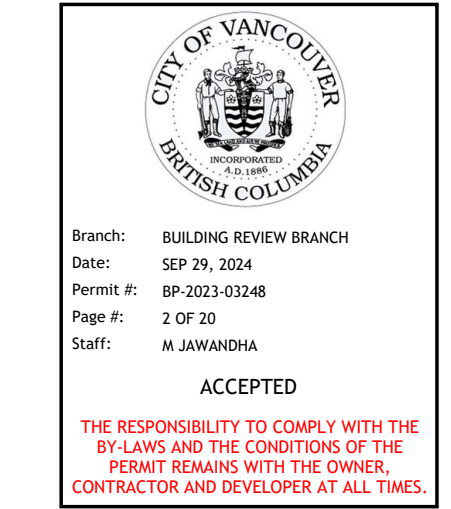 CITY OF VANCOUVER
INCORPORATED
A.D. 1886
BRITISH COLUMBIA
Branch: BUILDING REVIEW BRANCH
Date: SEP 29, 2024
Permit #: BP-2023-03248
Page #: 2 OF 20
Staff: M JAWANDHA
ACCEPTED
THE RESPONSIBILITY TO COMPLY WITH THE
BY-LAWS AND THE CONDITIONS OF THE
PERMIT REMAINS WITH THE OWNER,
CONTRACTOR AND DEVELOPER AT ALL TIMES.